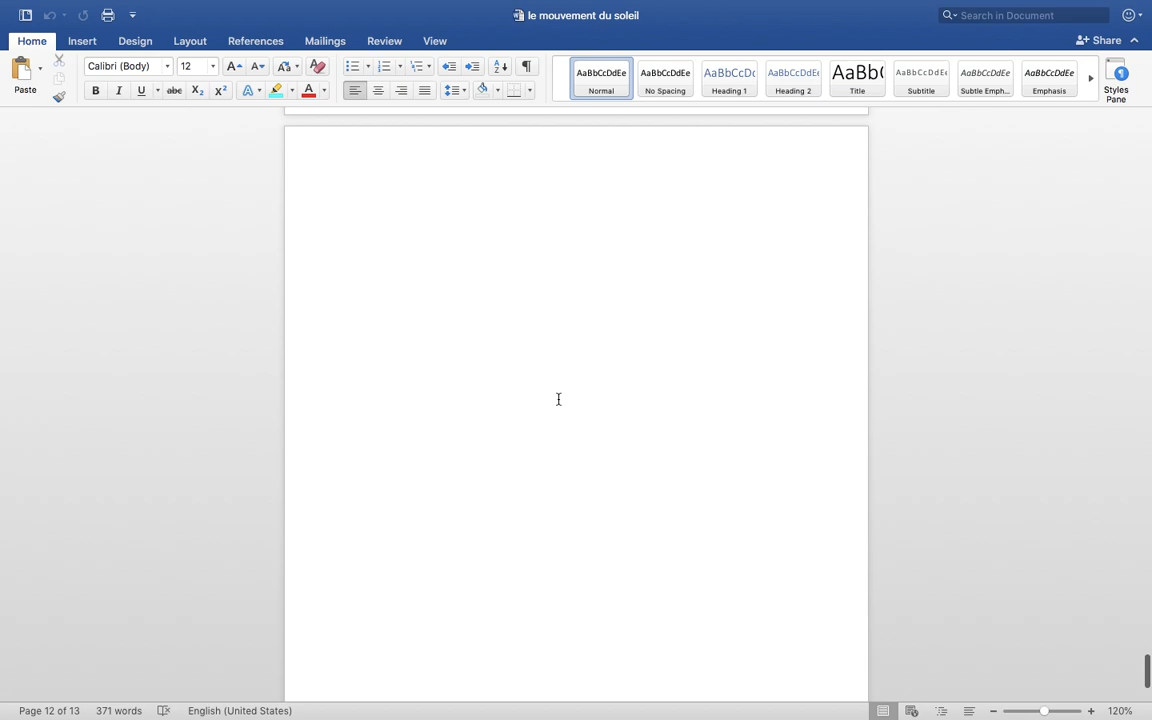 le mouvement du soleil
Search in Document
Home Insert Design Layout References Mailings Review View
Share
Paste
Calibri (Body) 12
AaBbCcDdEe AaBbCcDdEe AaBbCcDc AaBbCcDdEe AaBb( AaBbCcDdEe AaBbCcDdEe AaBbCcDdEe
Normal No Spacing Heading 1 Heading 2 Title Subtitle Subtle Emph... Emphasis
Styles
Pane
Page 12 of 13 371 words English (United States) 120%